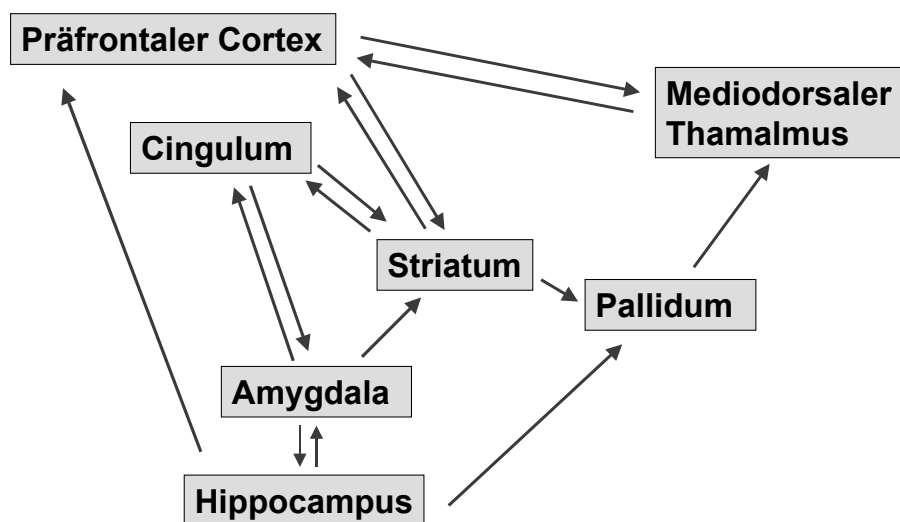 Präfrontaler Cortex
Mediodorsaler
Thamalmus
Cingulum
Striatum
Pallidum
Amygdala
Hippocampus